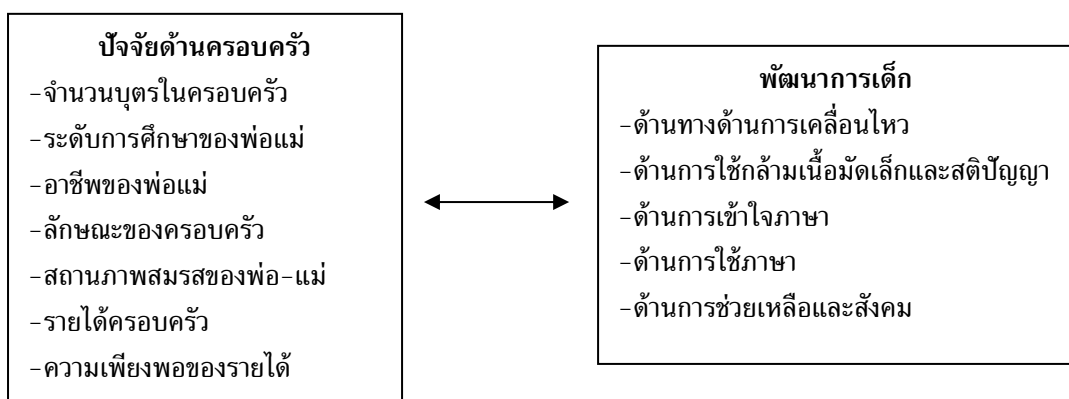 ปัจจัยด้านครอบครัว
-จำนวนบุตรในครอบครัว
-ระดับการศึกษาของพ่อแม่
-อาชีพของพ่อแม่
-ลักษณะของครอบครัว
-สถานภาพสมรสของพ่อ-แม่
-รายได้ครอบครัว
-ความเพียงพอของรายได้
พัฒนาการเด็ก
-ด้านทางด้านการเคลื่อนไหว
-ด้านการใช้กล้ามเนื้อมัดเล็กและสติปัญญา
-ด้านการเข้าใจภาษา
-ด้านการใช้ภาษา
-ด้านการช่วยเหลือและสังคม